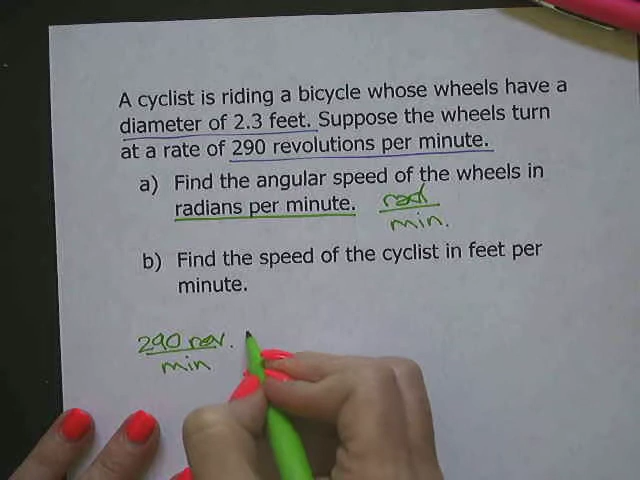 A cyclist is riding a bicycle whose wheels have a
diameter of 2.3 feet. Suppose the wheels turn
at a rate of 290 revolutions per minute.
a) Find the angular speed of the wheels in
radians per minute. rad
min.
b) Find the speed of the cyclist in feet per
minute.
290 rev.
min